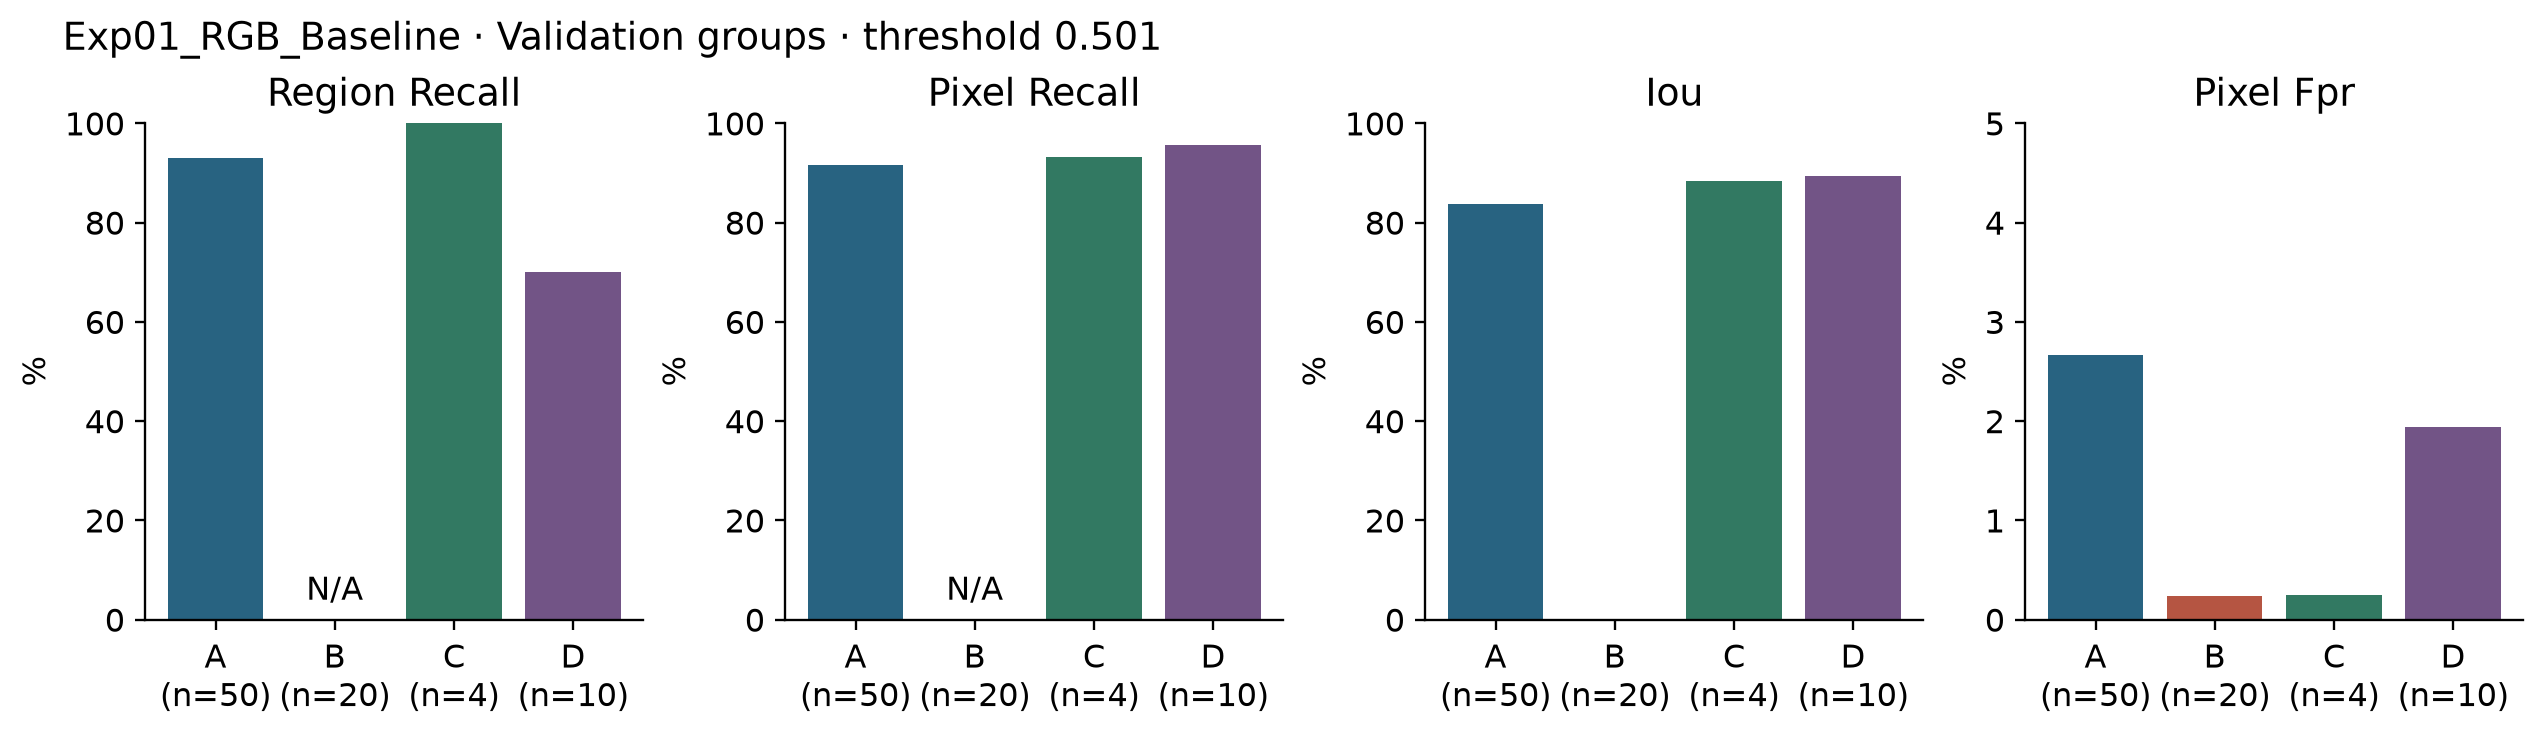 Exp01_RGB_Baseline · Validation groups · threshold 0.501
Region Recall
%
100
80
60
40
20
0
N/A
A B C D
(n=50) (n=20) (n=4) (n=10)
Pixel Recall
%
100
80
60
40
20
0
N/A
A B C D
(n=50) (n=20) (n=4) (n=10)
Iou
%
100
80
60
40
20
0
A B C D
(n=50) (n=20) (n=4) (n=10)
Pixel Fpr
%
5
4
3
2
1
0
A B C D
(n=50) (n=20) (n=4) (n=10)